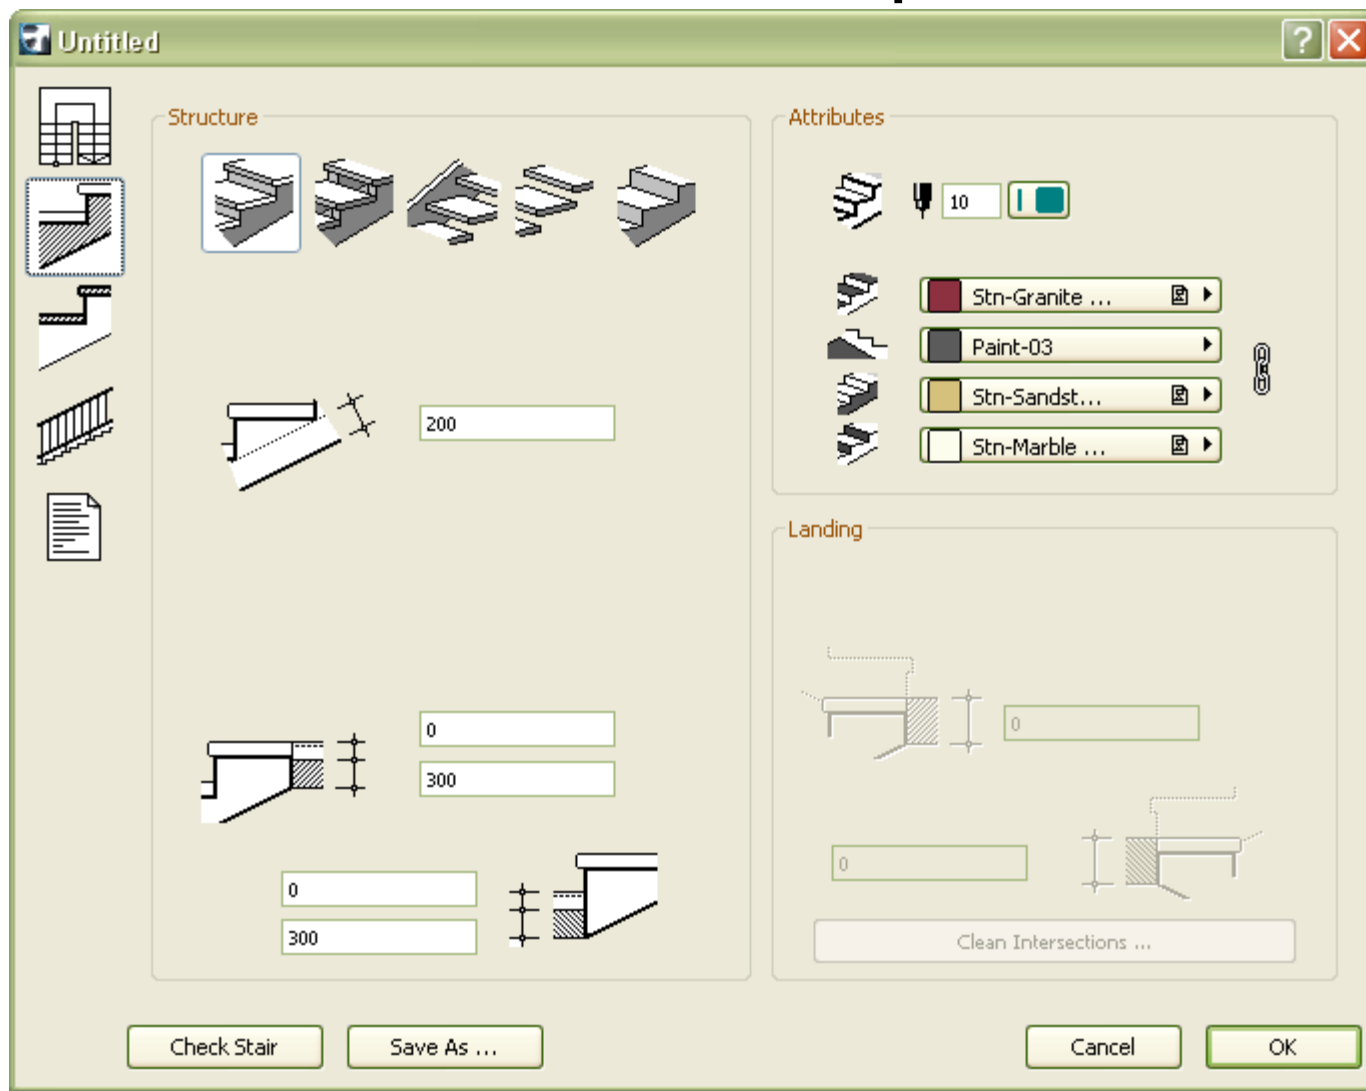 Untitled
Structure
Attributes
10
Stn-Granite ...
Paint-03
Stn-Sandst...
Stn-Marble ...
200
0
300
0
300
Landing
0
0
Clean Intersections ...
Check Stair
Save As ...
Cancel
OK